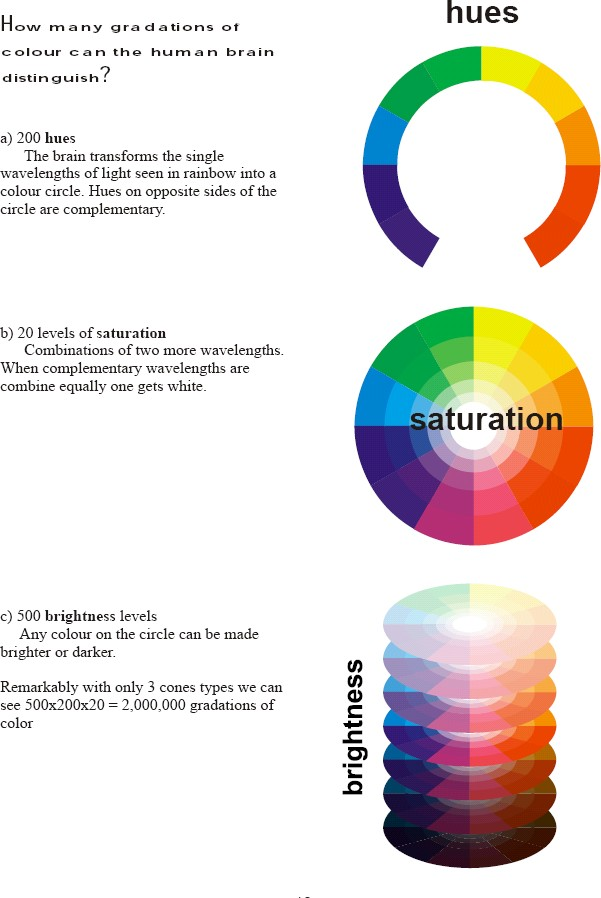 hues
How many gradations of
colour can the human brain
distinguish?
a) 200 hues
The brain transforms the single
wavelengths of light seen in rainbow into a
colour circle. Hues on opposite sides of the
circle are complementary.
b) 20 levels of saturation
Combinations of two more wavelengths.
When complementary wavelengths are
combine equally one gets white.
saturation
c) 500 brightness levels
Any colour on the circle can be made
brighter or darker.
Remarkably with only 3 cones types we can
see 500x200x20 = 2,000,000 gradations of
color
brightness